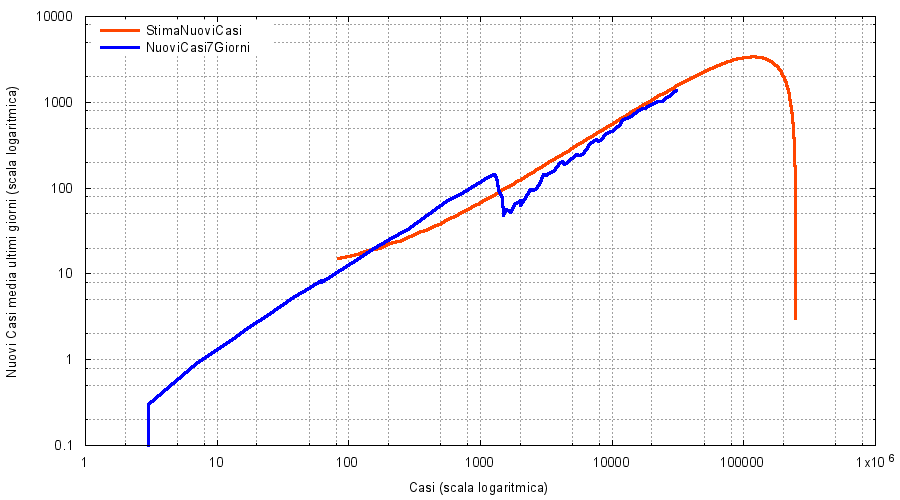 10000
1000
100
10
1
0.1
Nuovi Casi media ultimi giorni (scala logaritmica)
StimaNuoviCasi
NuoviCasi7Giorni
1 10 100 1000 10000 100000 1x10 6
Casi (scala logaritmica)